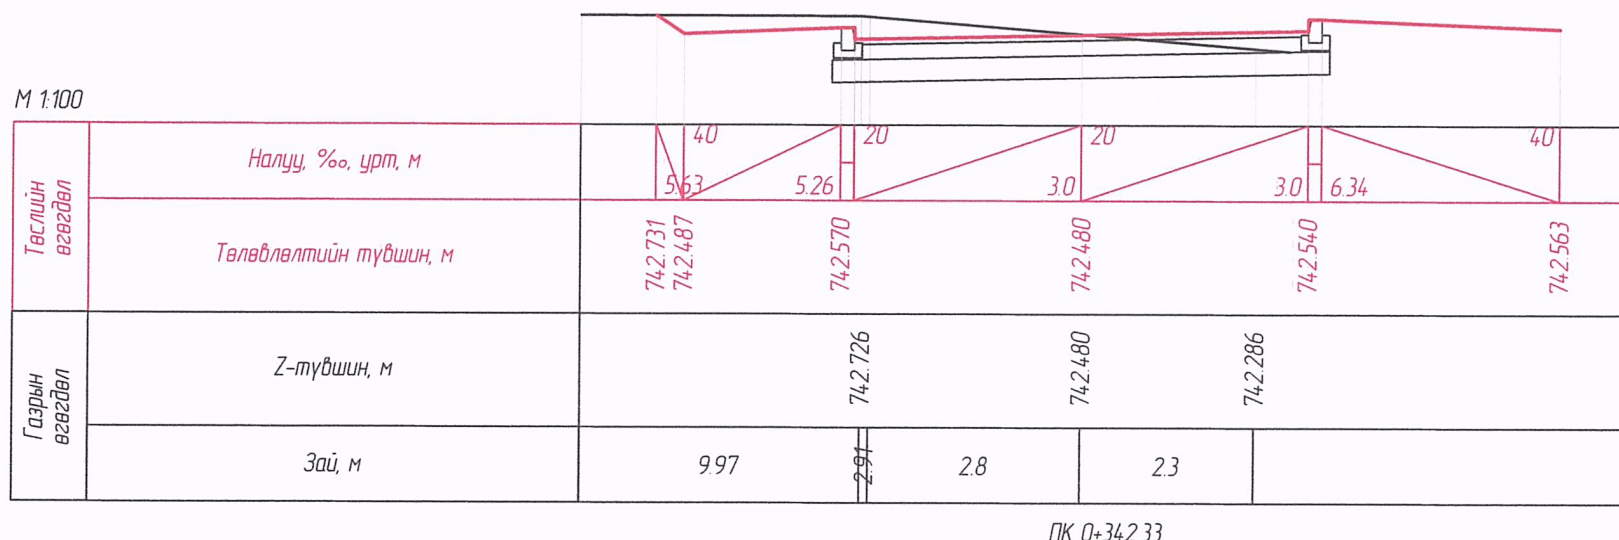 М 1:100
Төслийн өгөгдөл
Налуу, ‰, урт, м
40
20
20
40
5.63
5.26
3.0
3.0
6.34
Төлөвлөлтийн түвшин, м
742.731
742.487
742.570
742.480
742.540
742.563
Газрын өгөгдөл
Z-түвшин, м
742.726
742.480
742.286
Зай, м
9.97
2.91
2.8
2.3
ПК 0+342.33